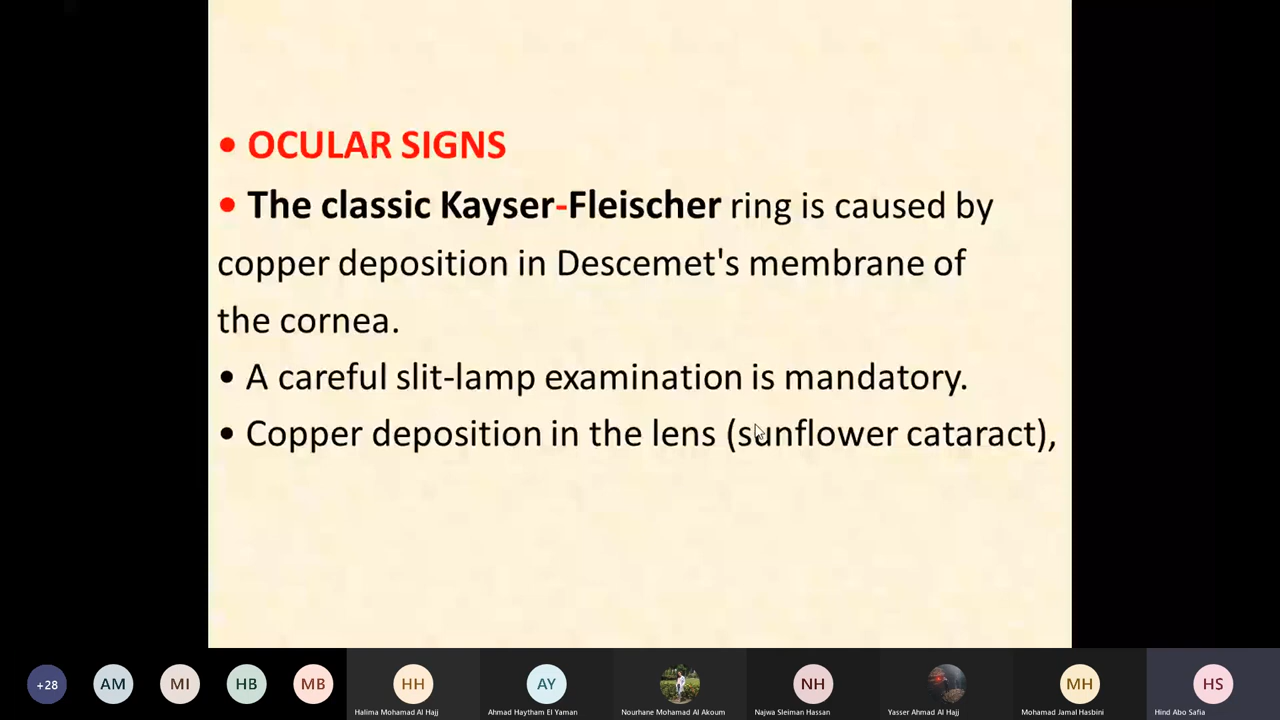 • OCULAR SIGNS
• The classic Kayser-Fleischer ring is caused by
copper deposition in Descemet's membrane of
the cornea.
• A careful slit-lamp examination is mandatory.
• Copper deposition in the lens (sunflower cataract),
+28
AM
MI
HB
MB
HH
AY
NH
MH
HS
Halima Mohamad Al Hajj
Ahmad Haytham El Yaman
Nourhane Mohamad Al Akoum
Najwa Sleiman Hassan
Yasser Ahmad Al Hajj
Mohamad Jamal Hasbini
Hind Abo Safia